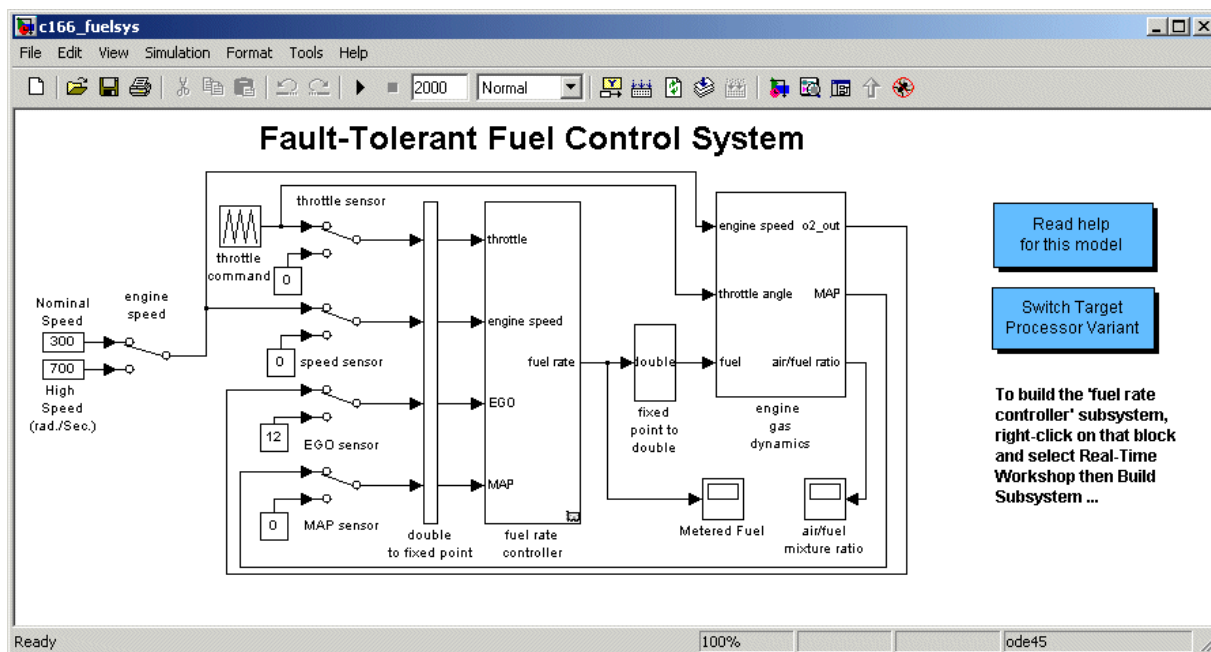 c166_fuelsys
File Edit View Simulation Format Tools Help
2000 Normal
Fault-Tolerant Fuel Control System
throttle sensor
throttle
command
0
throttle
engine speed o2_out
throttle angle MAP
fuel air/fuel ratio
engine
gas
dynamics
Read help
for this model
Switch Target
Processor Variant
Nominal
Speed
300
700
High
Speed
(rad./Sec.)
engine
speed
0
speed sensor
engine speed
fuel rate
double
fixed
point to
double
12
EGO sensor
EGO
0
MAP sensor
MAP
double
to fixed point
fuel rate
controller
Metered Fuel
air/fuel
mixture ratio
To build the 'fuel rate
controller' subsystem,
right-click on that block
and select Real-Time
Workshop then Build
Subsystem ...
Ready 100% ode45